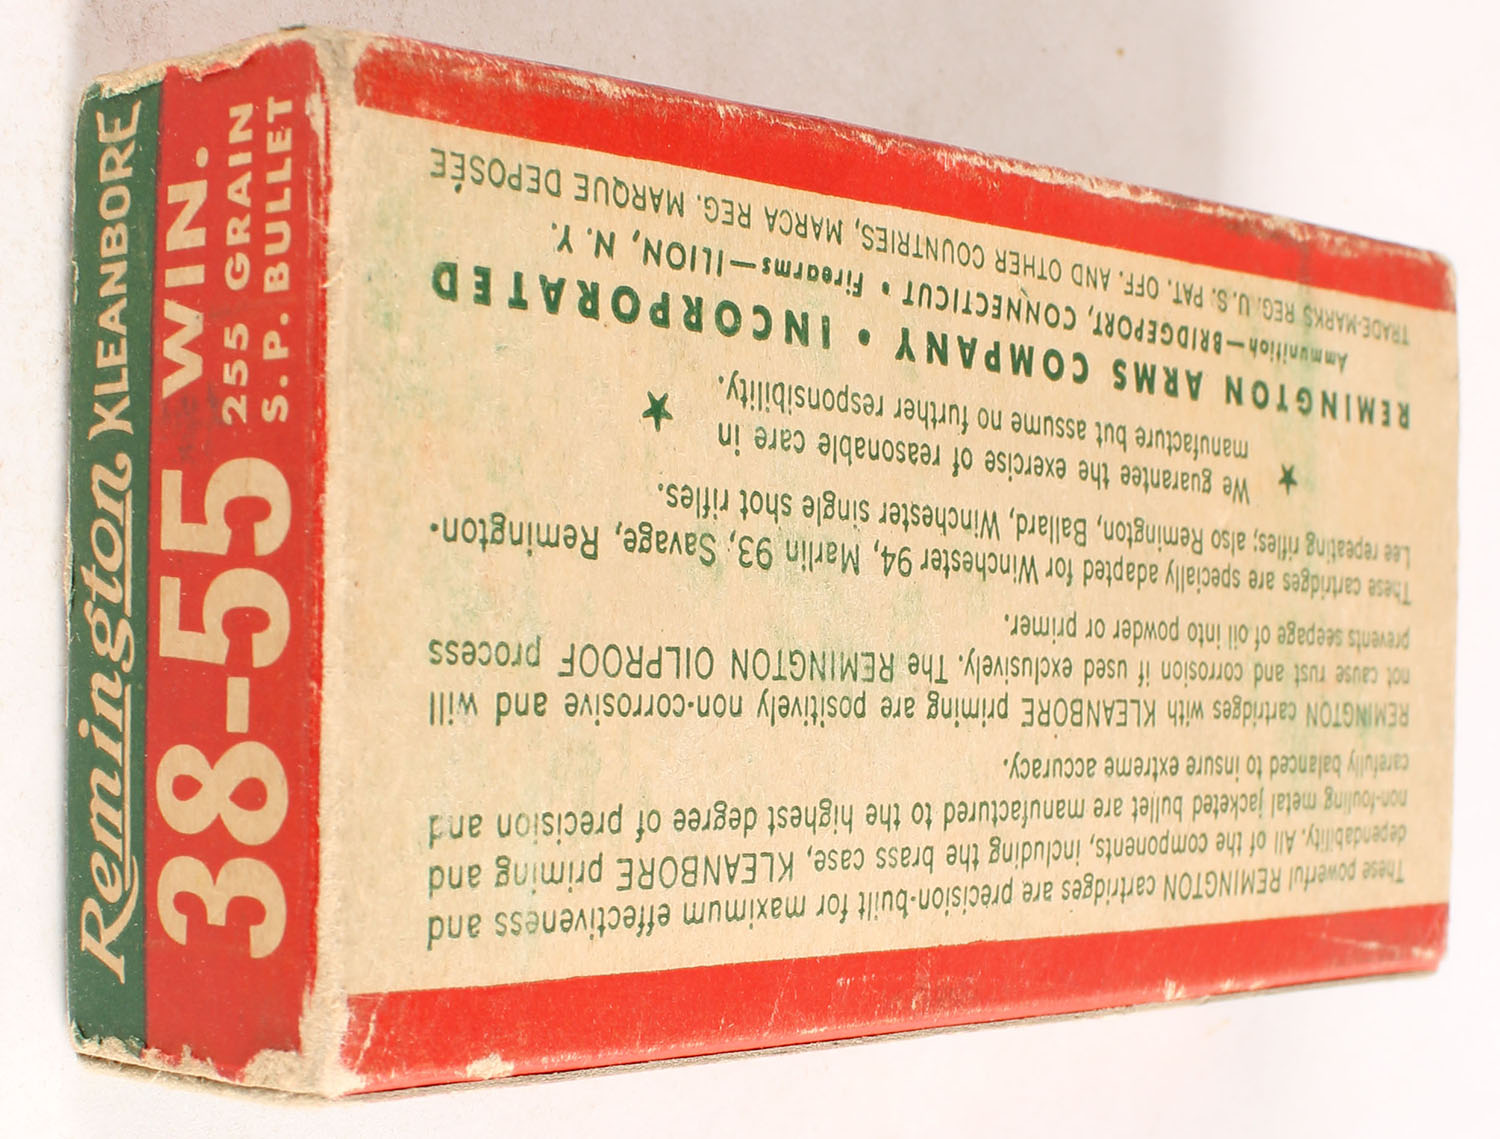 Remington KLEANBORE
38-55 WIN.
255 GRAIN
S.P. BULLET
These powerful REMINGTON cartridges are precision-built for maximum effectiveness and
dependability. All of the components, including the brass case, KLEANBORE priming and
non-fouling metal jacketed bullet are manufactured to the highest degree of precision and
carefully balanced to insure extreme accuracy.
REMINGTON cartridges with KLEANBORE priming are positively non-corrosive and will
not cause rust and corrosion if used exclusively. The REMINGTON OILPROOF process
prevents seepage of oil into powder or primer.
These cartridges are specially adapted for Winchester 94, Marlin 93, Savage, Remington-
Lee repeating rifles; also Remington, Ballard, Winchester single shot rifles.
We guarantee the exercise of reasonable care in
manufacture but assume no further responsibility.
REMINGTON ARMS COMPANY • INCORPORATED
Ammunition—BRIDGEPORT, CONNECTICUT • Firearms—ILION, N.Y.
TRADE-MARKS REG. U.S. PAT. OFF. AND OTHER COUNTRIES, MARCA REG. MARQUE DEPOSÉE